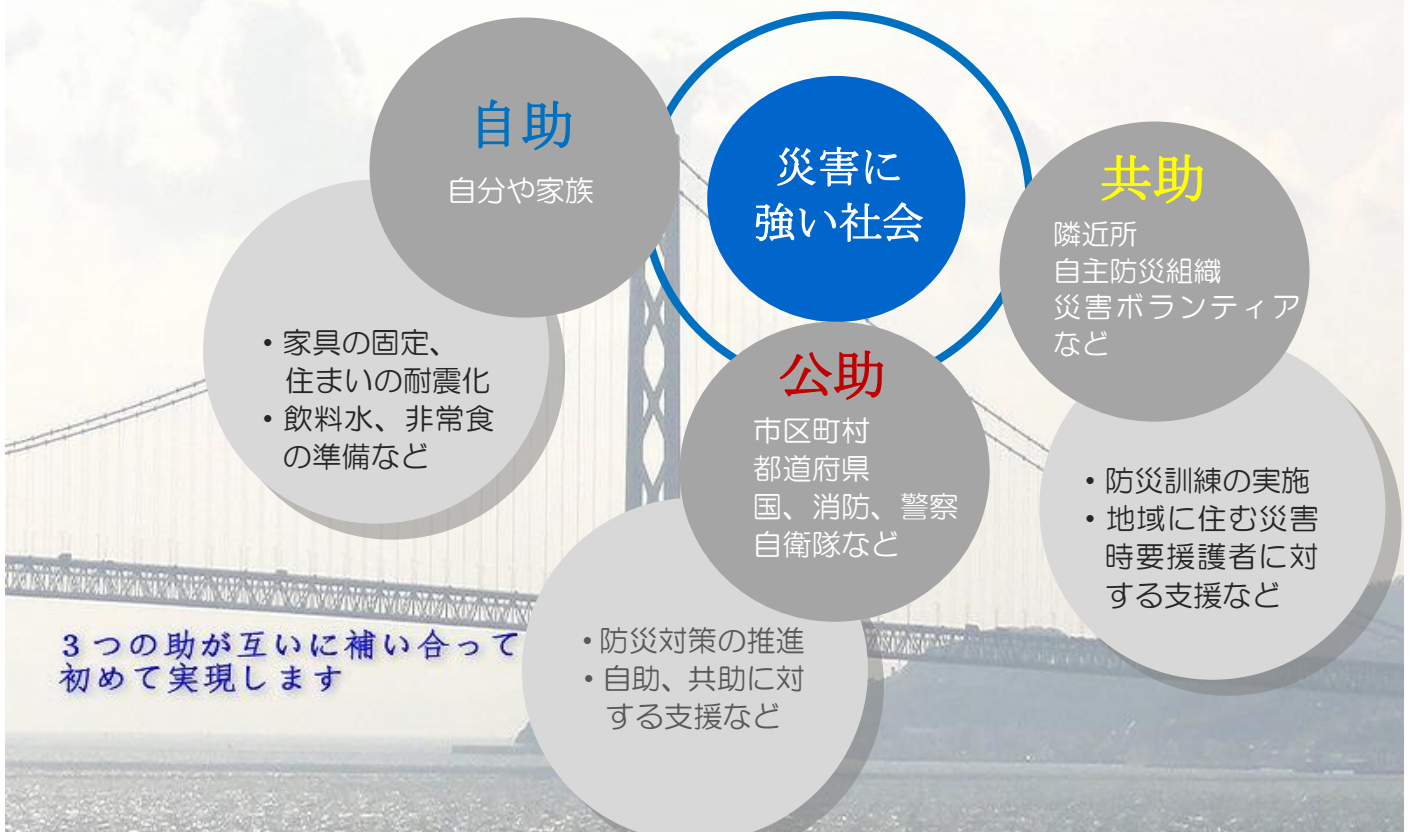 自助
自分や家族
・家具の固定、
住まいの耐震化
・飲料水、非常食
の準備など
災害に
強い社会
共助
隣近所
自主防災組織
災害ボランティア
など
・防災訓練の実施
・地域に住む災害
時要援護者に対
する支援など
公助
市区町村
都道府県
国、消防、警察
自衛隊など
・防災対策の推進
・自助、共助に対
する支援など
3つの助が互いに補い合って
初めて実現します